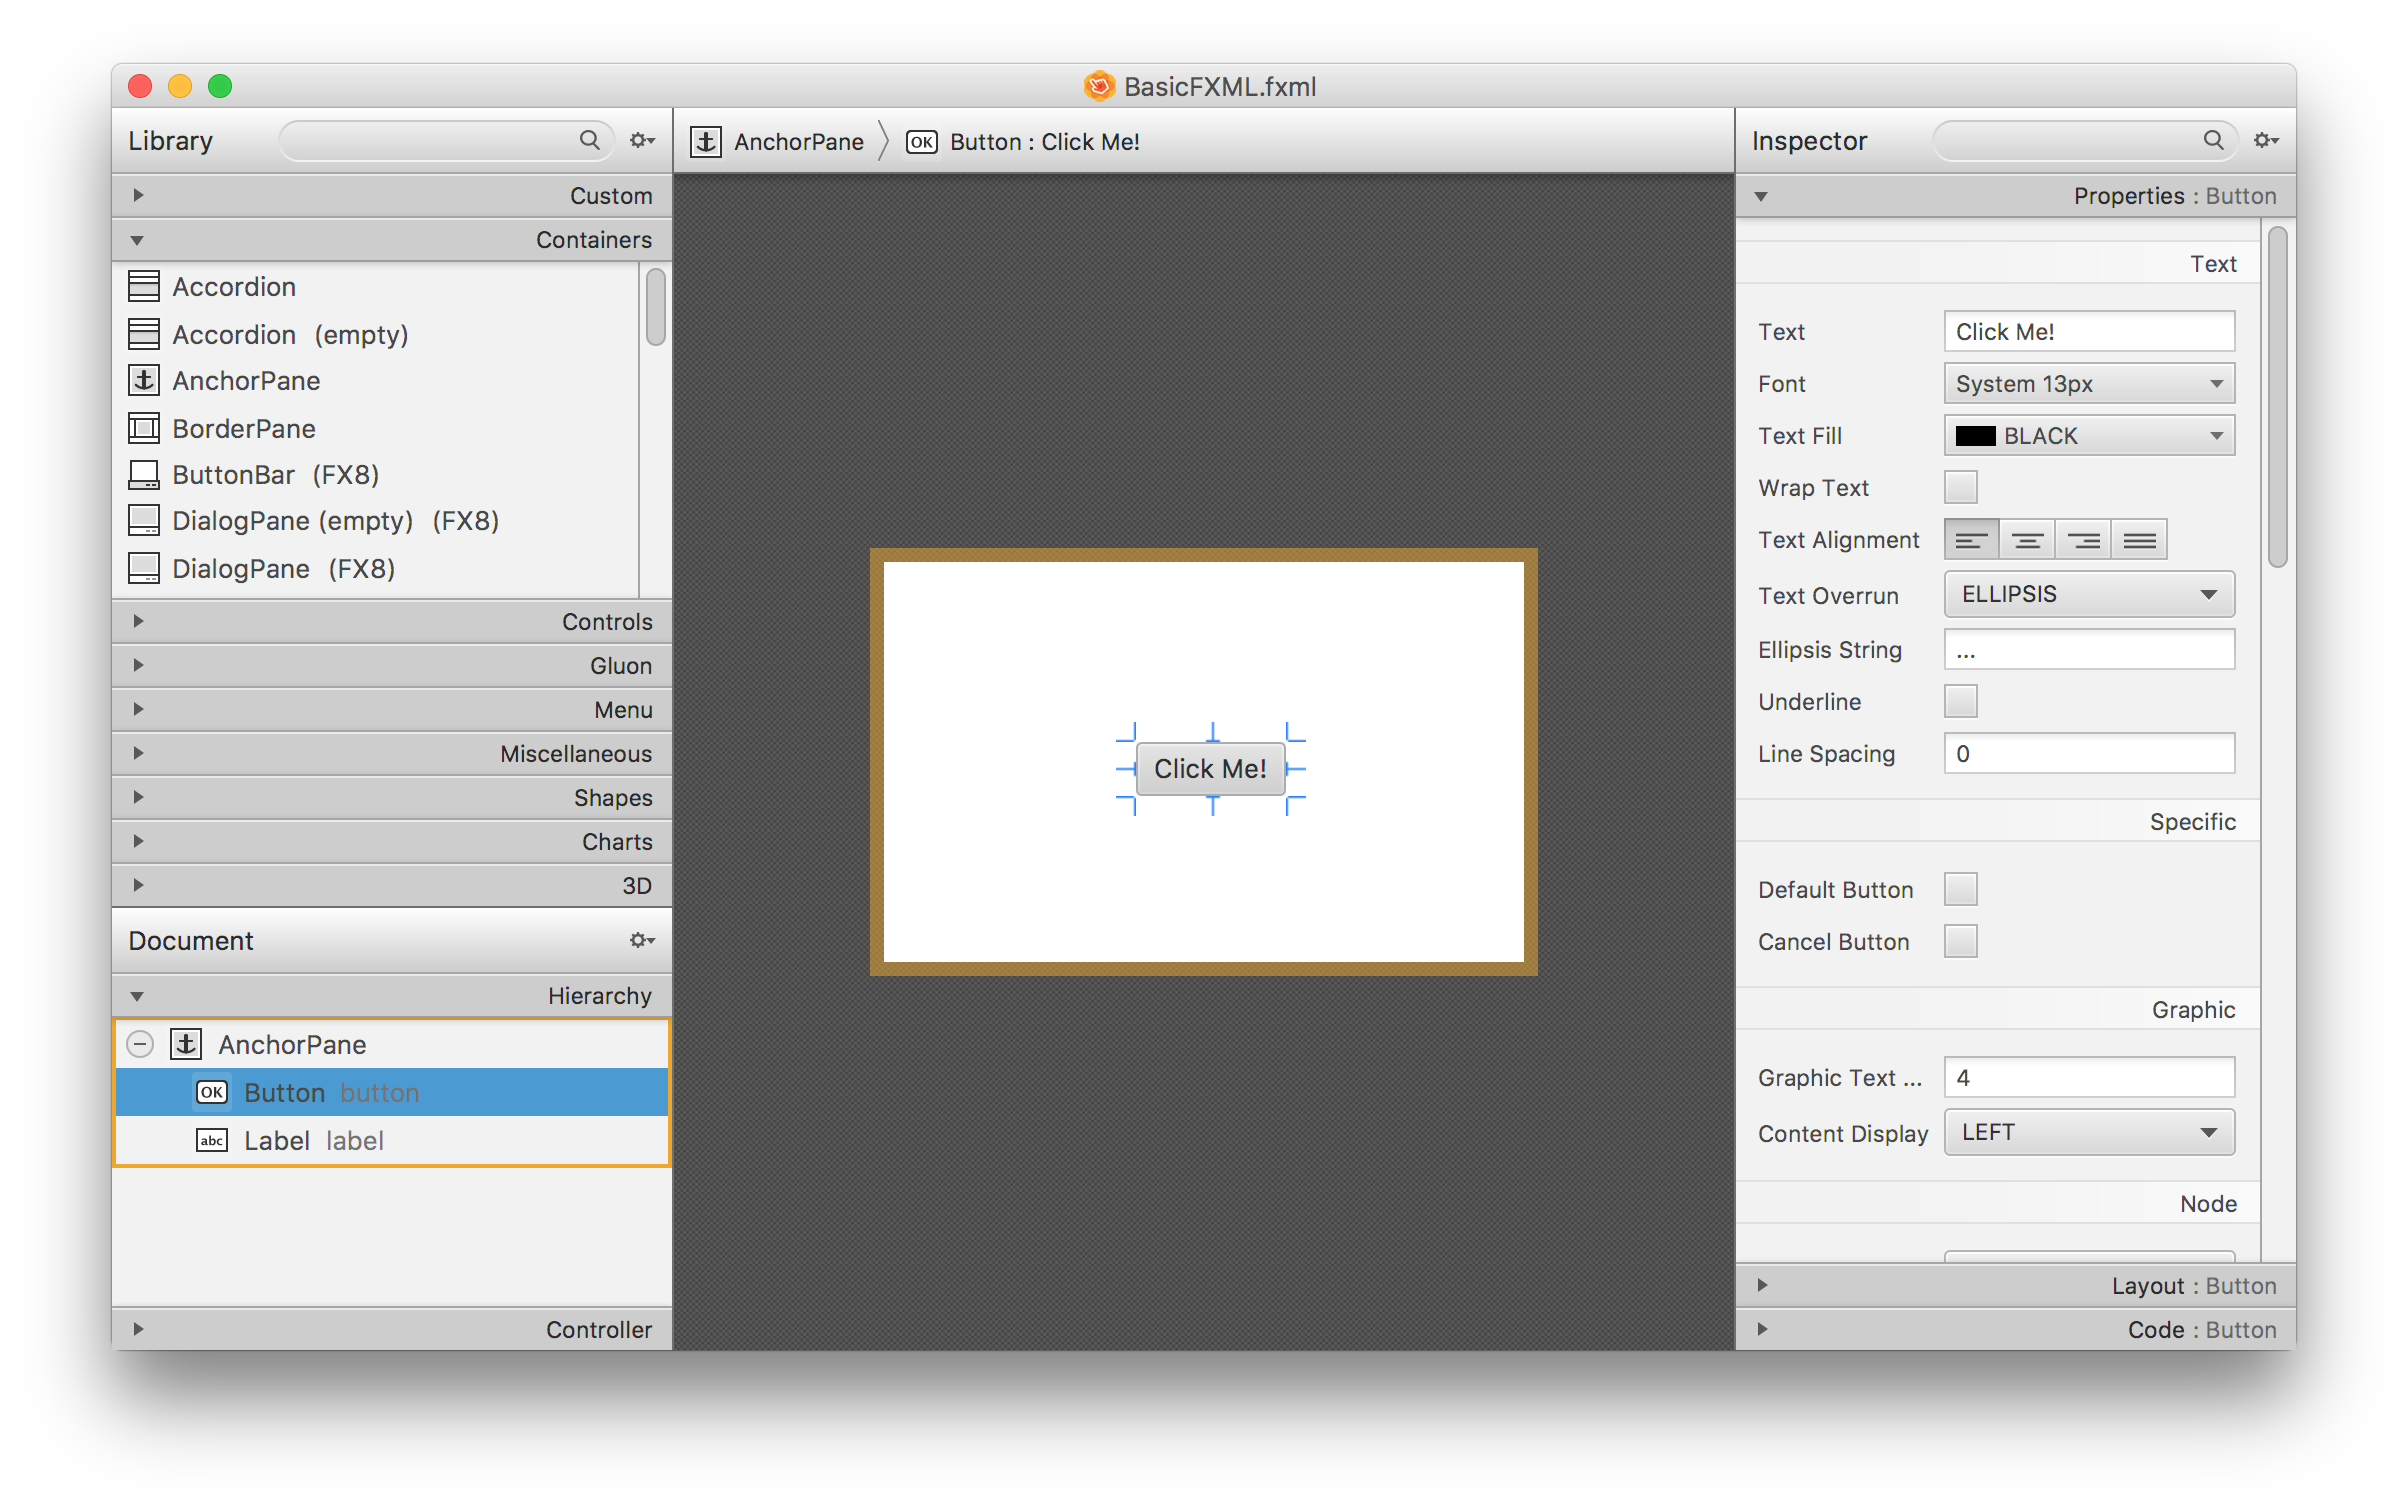 BasicFXML.fxml
Library
Custom
Containers
Accordion
Accordion (empty)
AnchorPane
BorderPane
ButtonBar (FX8)
DialogPane (empty) (FX8)
DialogPane (FX8)
Controls
Gluon
Menu
Miscellaneous
Shapes
Charts
3D
Document
Hierarchy
AnchorPane
OK Button button
abc Label label
Controller
AnchorPane OK Button : Click Me!
Click Me!
Inspector
Properties : Button
Text
Text Click Me!
Font System 13px
Text Fill BLACK
Wrap Text
Text Alignment
Text Overrun ELLIPSIS
Ellipsis String ...
Underline
Line Spacing 0
Specific
Default Button
Cancel Button
Graphic
Graphic Text ... 4
Content Display LEFT
Node
Layout : Button
Code : Button